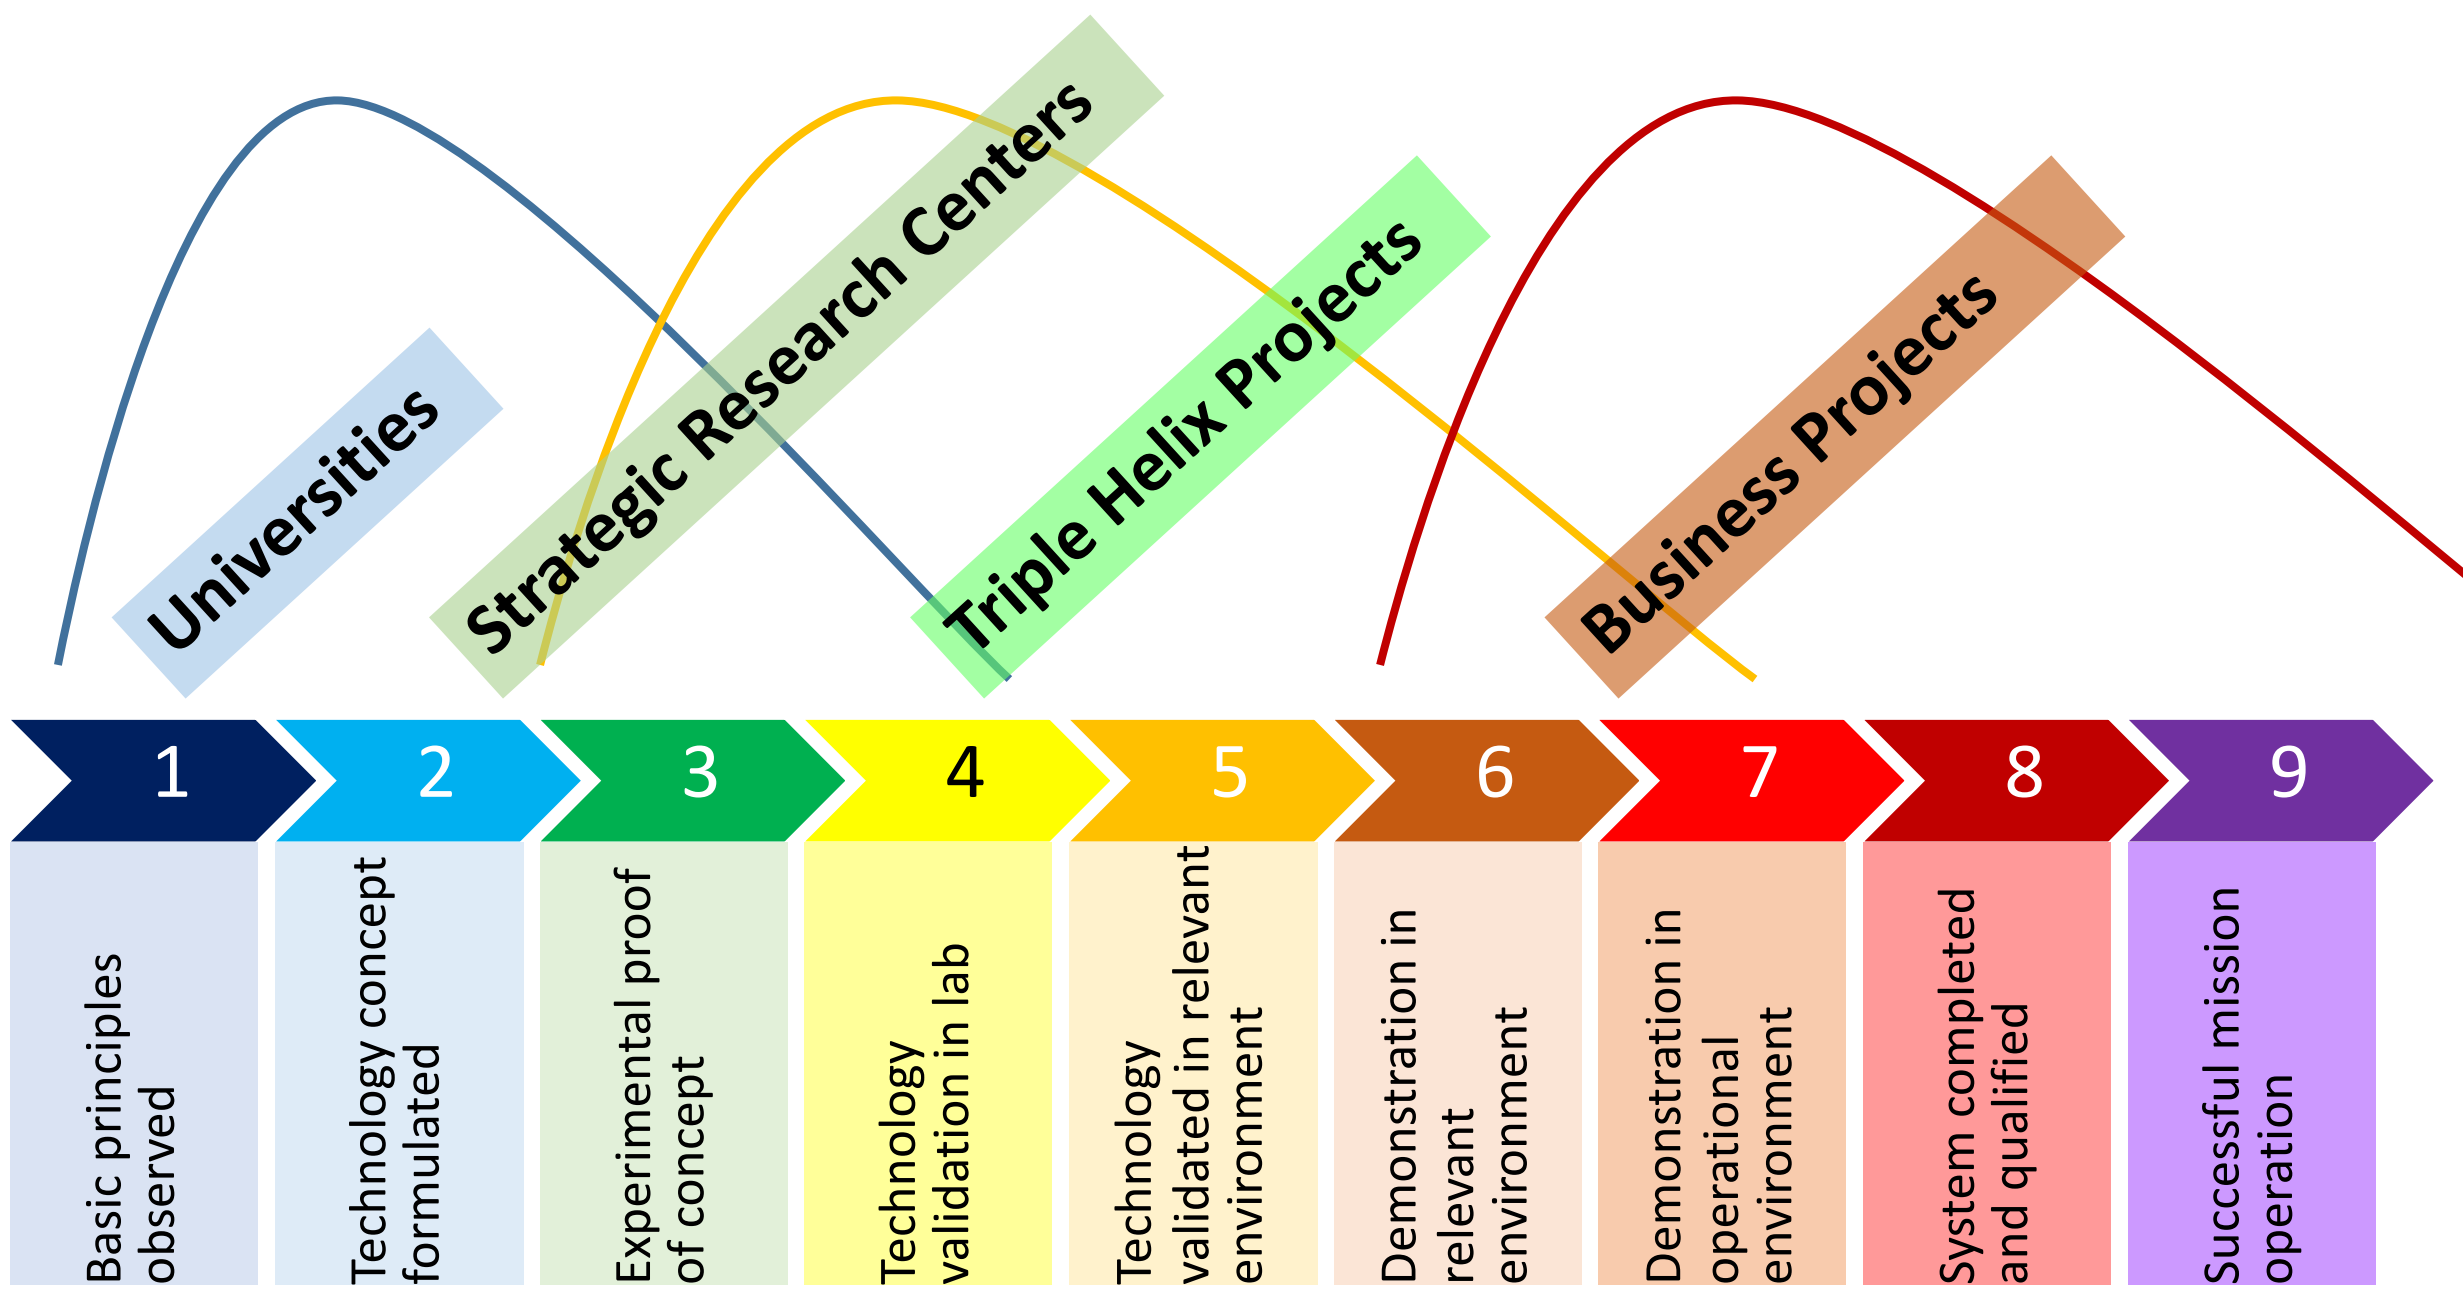 Universities
Strategic Research Centers
Triple Helix Projects
Business Projects
1
2
3
4
5
6
7
8
9
Basic principles
observed
Technology concept
formulated
Experimental proof
of concept
Technology
validation in lab
Technology
validated in relevant
environment
Demonstration in
relevant
environment
Demonstration in
operational
environment
System completed
and qualified
Successful mission
operation